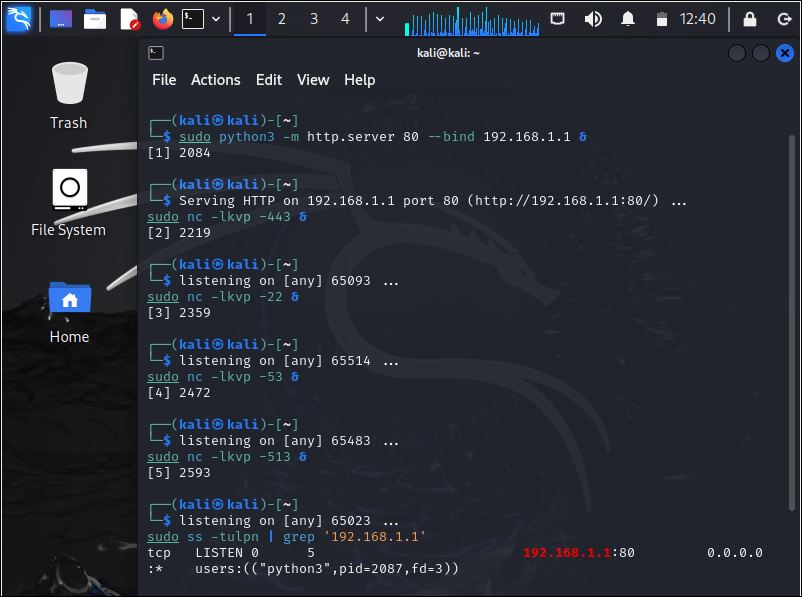 1 2 3 4 12:40
kali@kali: ~
File Actions Edit View Help
Trash
File System
Home
┌──(kali㉿kali)-[~]
└─$ sudo python3 -m http.server 80 --bind 192.168.1.1 &
[1] 2084
┌──(kali㉿kali)-[~]
└─$ Serving HTTP on 192.168.1.1 port 80 (http://192.168.1.1:80/) ...
sudo nc -lkvp -443 &
[2] 2219
┌──(kali㉿kali)-[~]
└─$ listening on [any] 65093 ...
sudo nc -lkvp -22 &
[3] 2359
┌──(kali㉿kali)-[~]
└─$ listening on [any] 65514 ...
sudo nc -lkvp -53 &
[4] 2472
┌──(kali㉿kali)-[~]
└─$ listening on [any] 65483 ...
sudo nc -lkvp -513 &
[5] 2593
┌──(kali㉿kali)-[~]
└─$ listening on [any] 65023 ...
sudo ss -tulpn | grep '192.168.1.1'
tcp LISTEN 0 5 192.168.1.1:80 0.0.0.0
:* users:(("python3",pid=2087,fd=3))